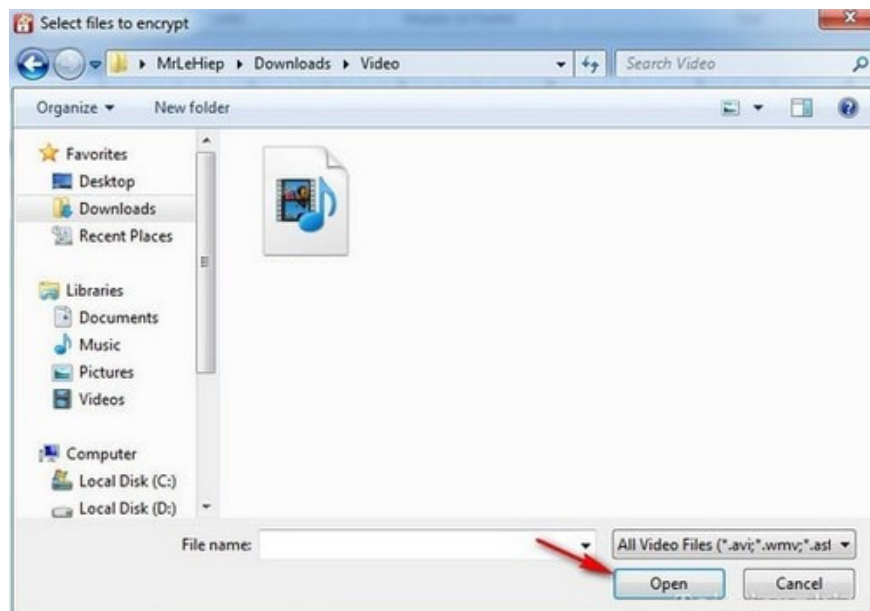 Select files to encrypt
MrLeHiep Downloads Video
Search Video
Organize New folder
Favorites
Desktop
Downloads
Recent Places
Libraries
Documents
Music
Pictures
Videos
Computer
Local Disk (C:)
Local Disk (D:)
File name:
All Video Files (*.avi;*.wmv;*.asf
Open Cancel